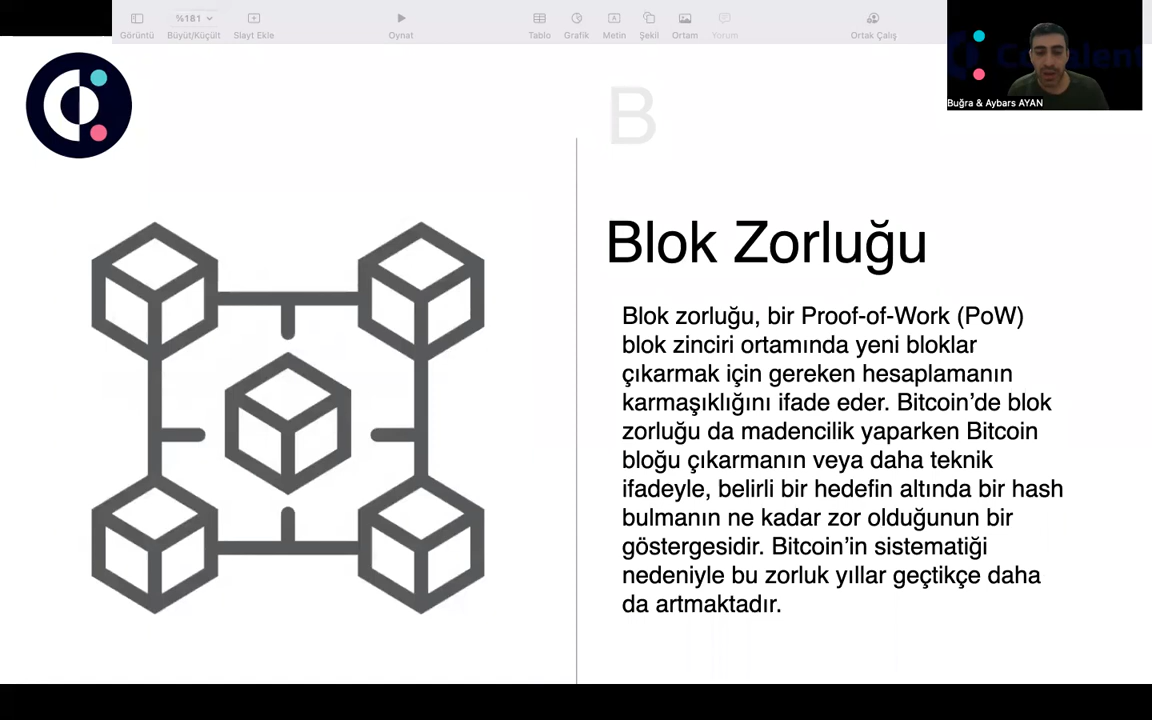 %181
Görüntü
Büyüt/Küçült
Slayt Ekle
Oynat
Tablo
Grafik
Metin
Şekil
Ortam
Yorum
Ortak Çalış
Buğra & Aybars AYAN
B
Blok Zorluğu
Blok zorluğu, bir Proof-of-Work (PoW)
blok zinciri ortamında yeni bloklar
çıkarmak için gereken hesaplamanın
karmaşıklığını ifade eder. Bitcoin’de blok
zorluğu da madencilik yaparken Bitcoin
bloğu çıkarmanın veya daha teknik
ifadeyle, belirli bir hedefin altında bir hash
bulmanın ne kadar zor olduğunun bir
göstergesidir. Bitcoin’in sistematiği
nedeniyle bu zorluk yıllar geçtikçe daha
da artmaktadır.